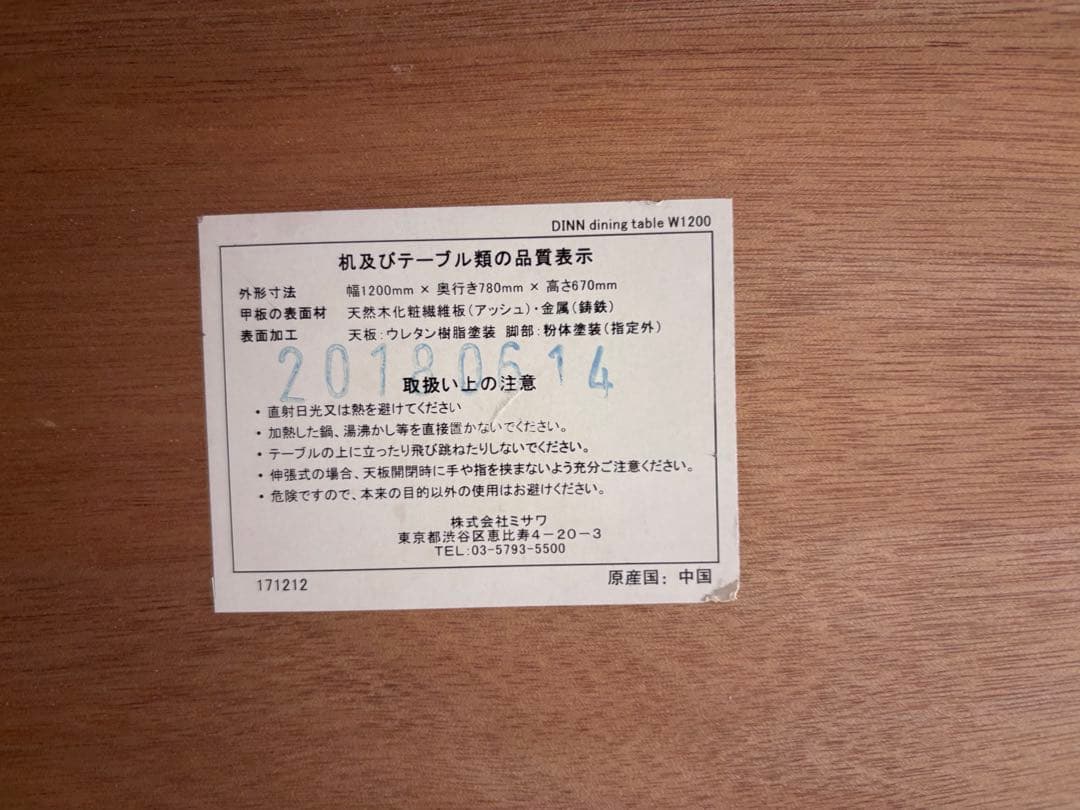 DINN dining table W1200
机及びテーブル類の品質表示
外形寸法 幅1200mm × 奥行き780mm × 高さ670mm
甲板の表面材 天然木化粧繊維板(アッシュ)・金属(鋳鉄)
表面加工 天板:ウレタン樹脂塗装 脚部:粉体塗装(指定外)
20180614
取扱い上の注意
・直射日光又は熱を避けてください
・加熱した鍋、湯沸かし等を直接置かないでください。
・テーブルの上に立ったり飛び跳ねたりしないでください。
・伸張式の場合、天板開閉時に手や指を挟まないよう充分ご注意ください。
・危険ですので、本来の目的以外の使用はお避けください。
株式会社ミサワ
東京都渋谷区恵比寿4-20-3
TEL:03-5793-5500
171212 原産国:中国